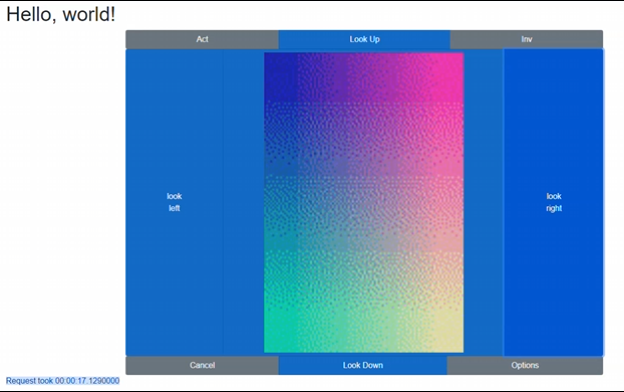 Hello, world!
Act Look Up Inv
look
left
look
right
Cancel Look Down Options
Request took 00:00:17.1290000